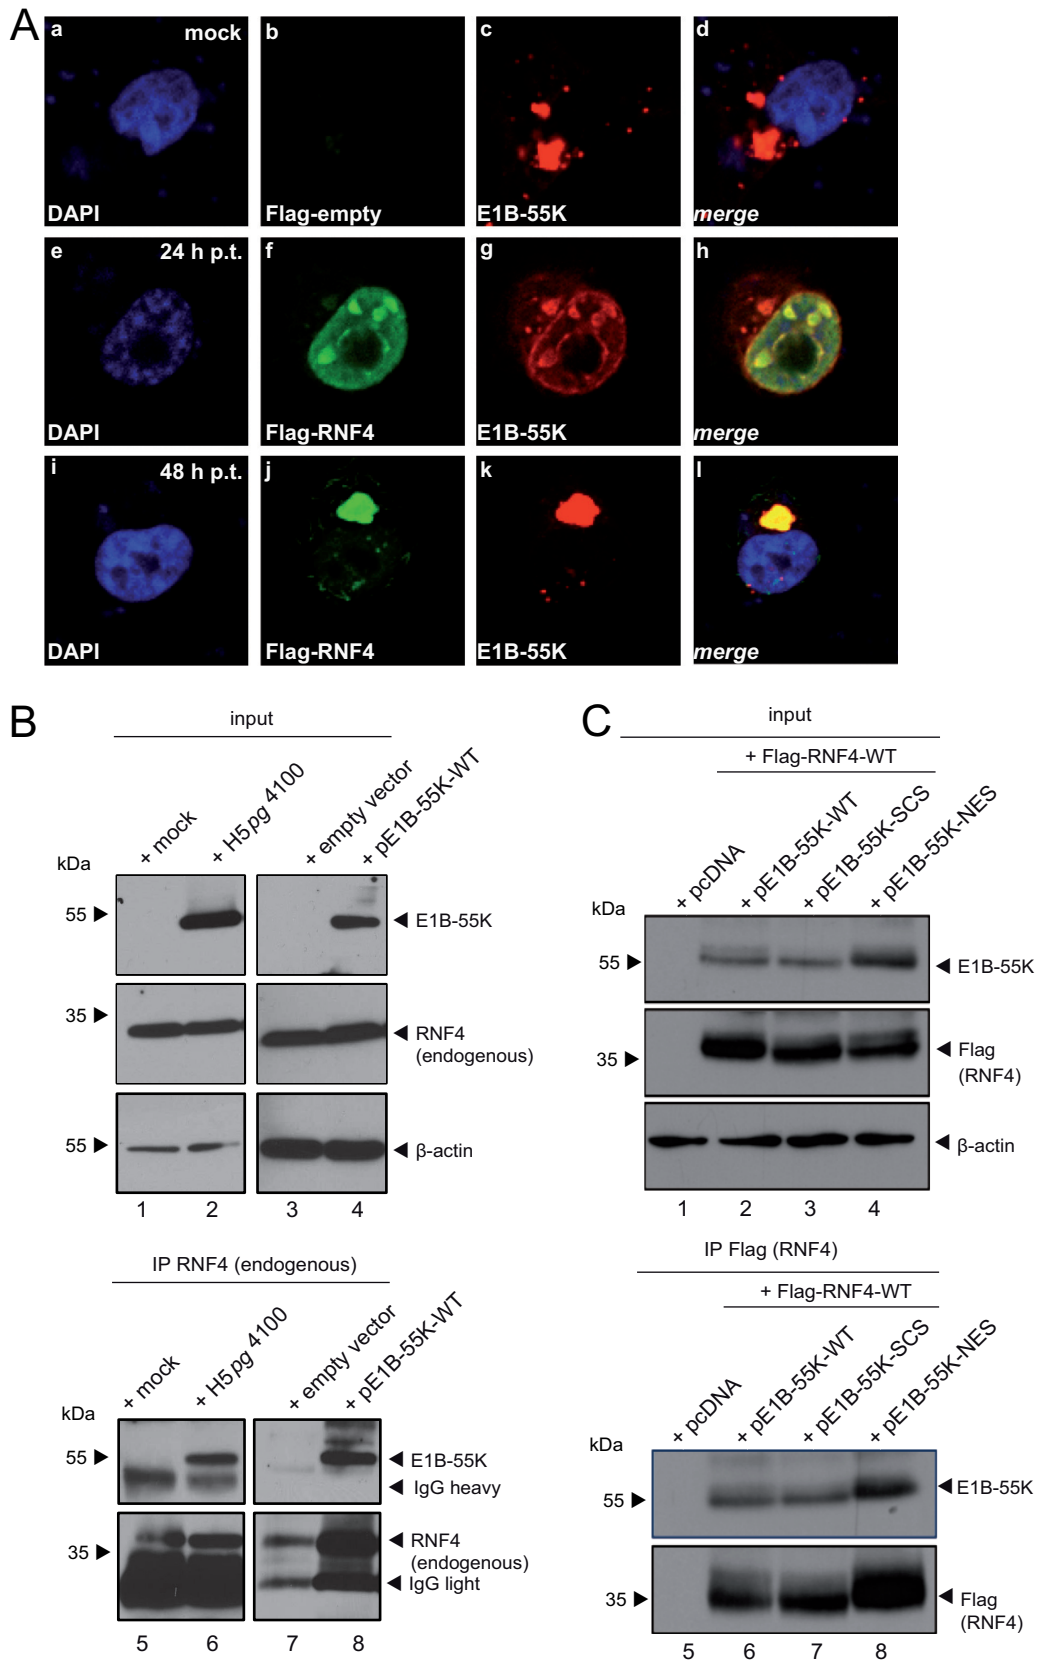 A
a mock b c d
DAPI Flag-empty E1B-55K merge
e 24 h p.t. f g h
DAPI Flag-RNF4 E1B-55K merge
i 48 h p.t. j k l
DAPI Flag-RNF4 E1B-55K merge
B
input
+ mock
+ H5pg 4100
+ empty vector
+ pE1B-55K-WT
kDa
55 ▶ ◀ E1B-55K
35 ▶ ◀ RNF4
(endogenous)
55 ▶ ◀ β-actin
1 2 3 4
IP RNF4 (endogenous)
+ mock
+ H5pg 4100
+ empty vector
+ pE1B-55K-WT
kDa
55 ▶ ◀ E1B-55K
◀ IgG heavy
35 ▶ ◀ RNF4
(endogenous)
◀ IgG light
5 6 7 8
C
input
+ Flag-RNF4-WT
+ pcDNA
+ pE1B-55K-WT
+ pE1B-55K-SCS
+ pE1B-55K-NES
kDa
55 ▶ ◀ E1B-55K
35 ▶ ◀ Flag
(RNF4)
◀ β-actin
1 2 3 4
IP Flag (RNF4)
+ Flag-RNF4-WT
+ pcDNA
+ pE1B-55K-WT
+ pE1B-55K-SCS
+ pE1B-55K-NES
kDa
55 ▶ ◀ E1B-55K
35 ▶ ◀ Flag
(RNF4)
5 6 7 8